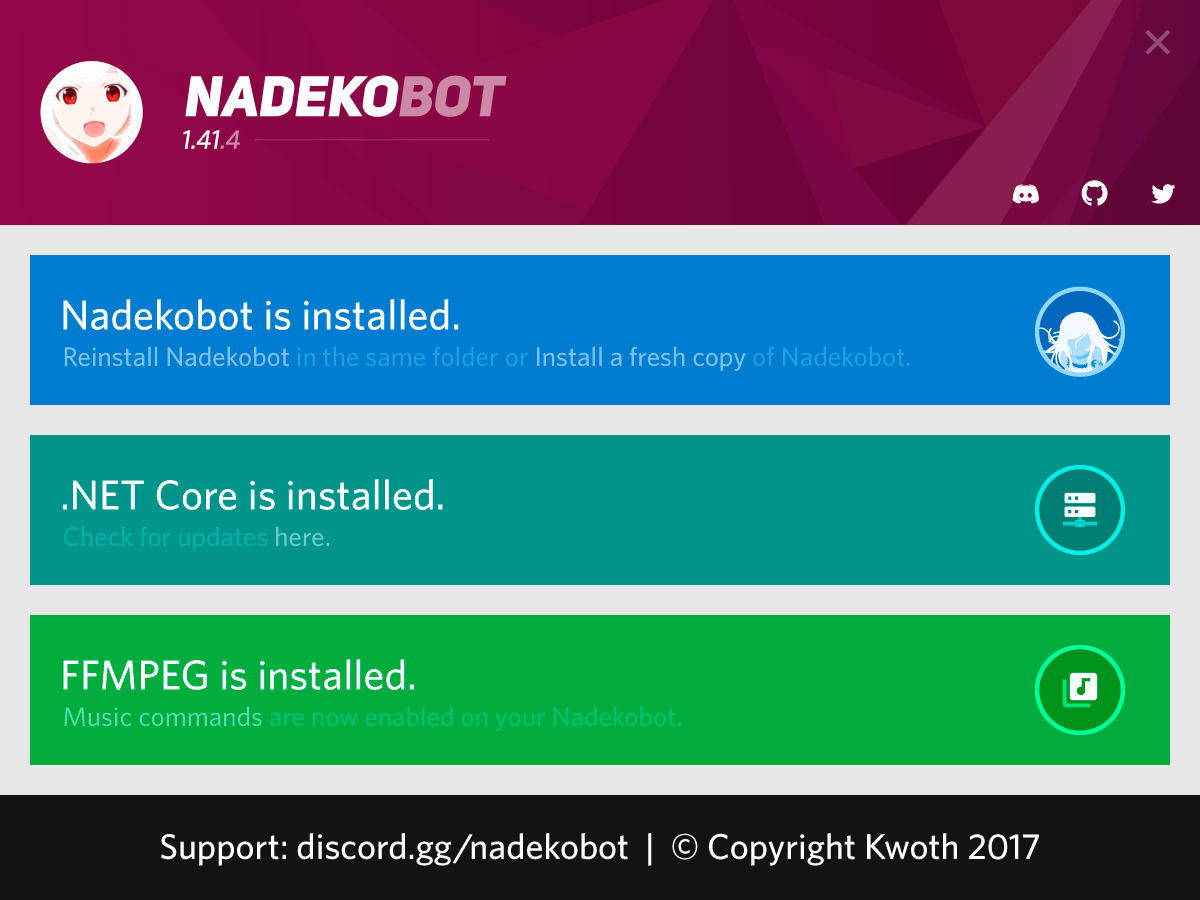 NADEKOBOT
1.41.4
Nadekobot is installed.
Reinstall Nadekobot in the same folder or Install a fresh copy of Nadekobot.
.NET Core is installed.
Check for updates here.
FFMPEG is installed.
Music commands are now enabled on your Nadekobot.
Support: discord.gg/nadekobot | © Copyright Kwoth 2017